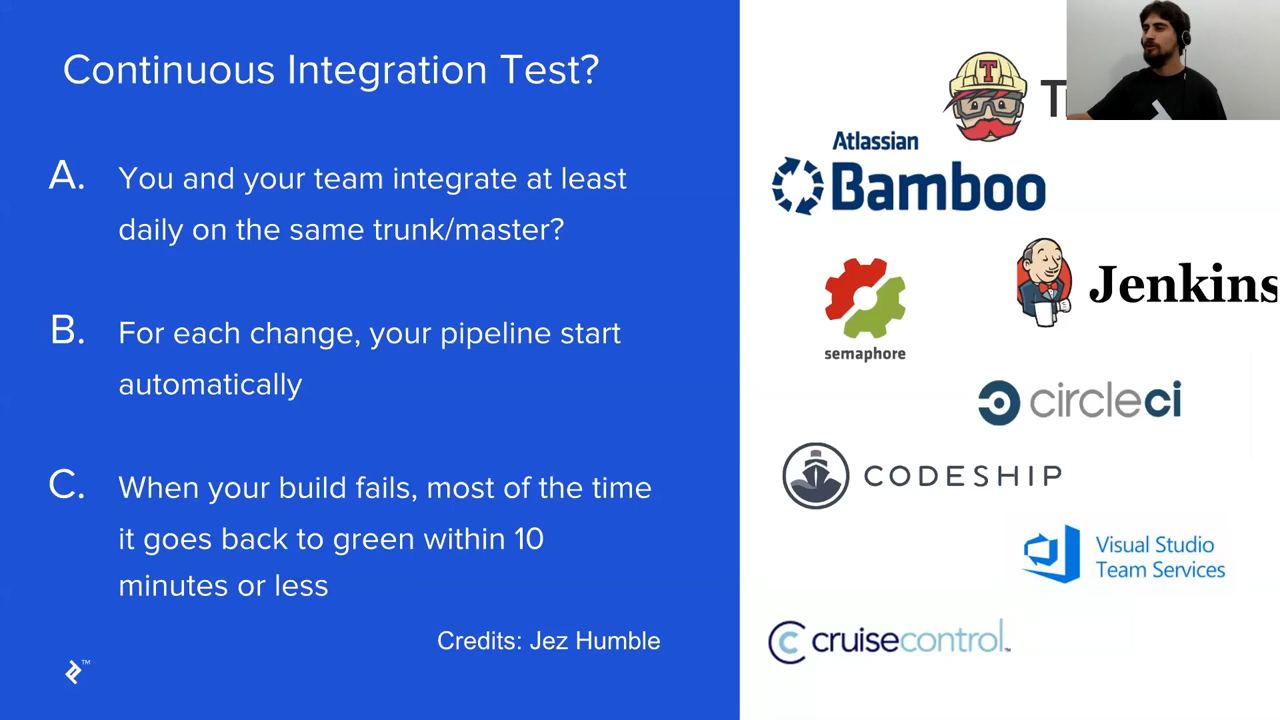 Continuous Integration Test?
A. You and your team integrate at least
daily on the same trunk/master?
B. For each change, your pipeline start
automatically
C. When your build fails, most of the time
it goes back to green within 10
minutes or less
Credits: Jez Humble
TM
T
T
Atlassian
Bamboo
Jenkins
semaphore
circleci
CODESHIP
Visual Studio
Team Services
cruisecontrol